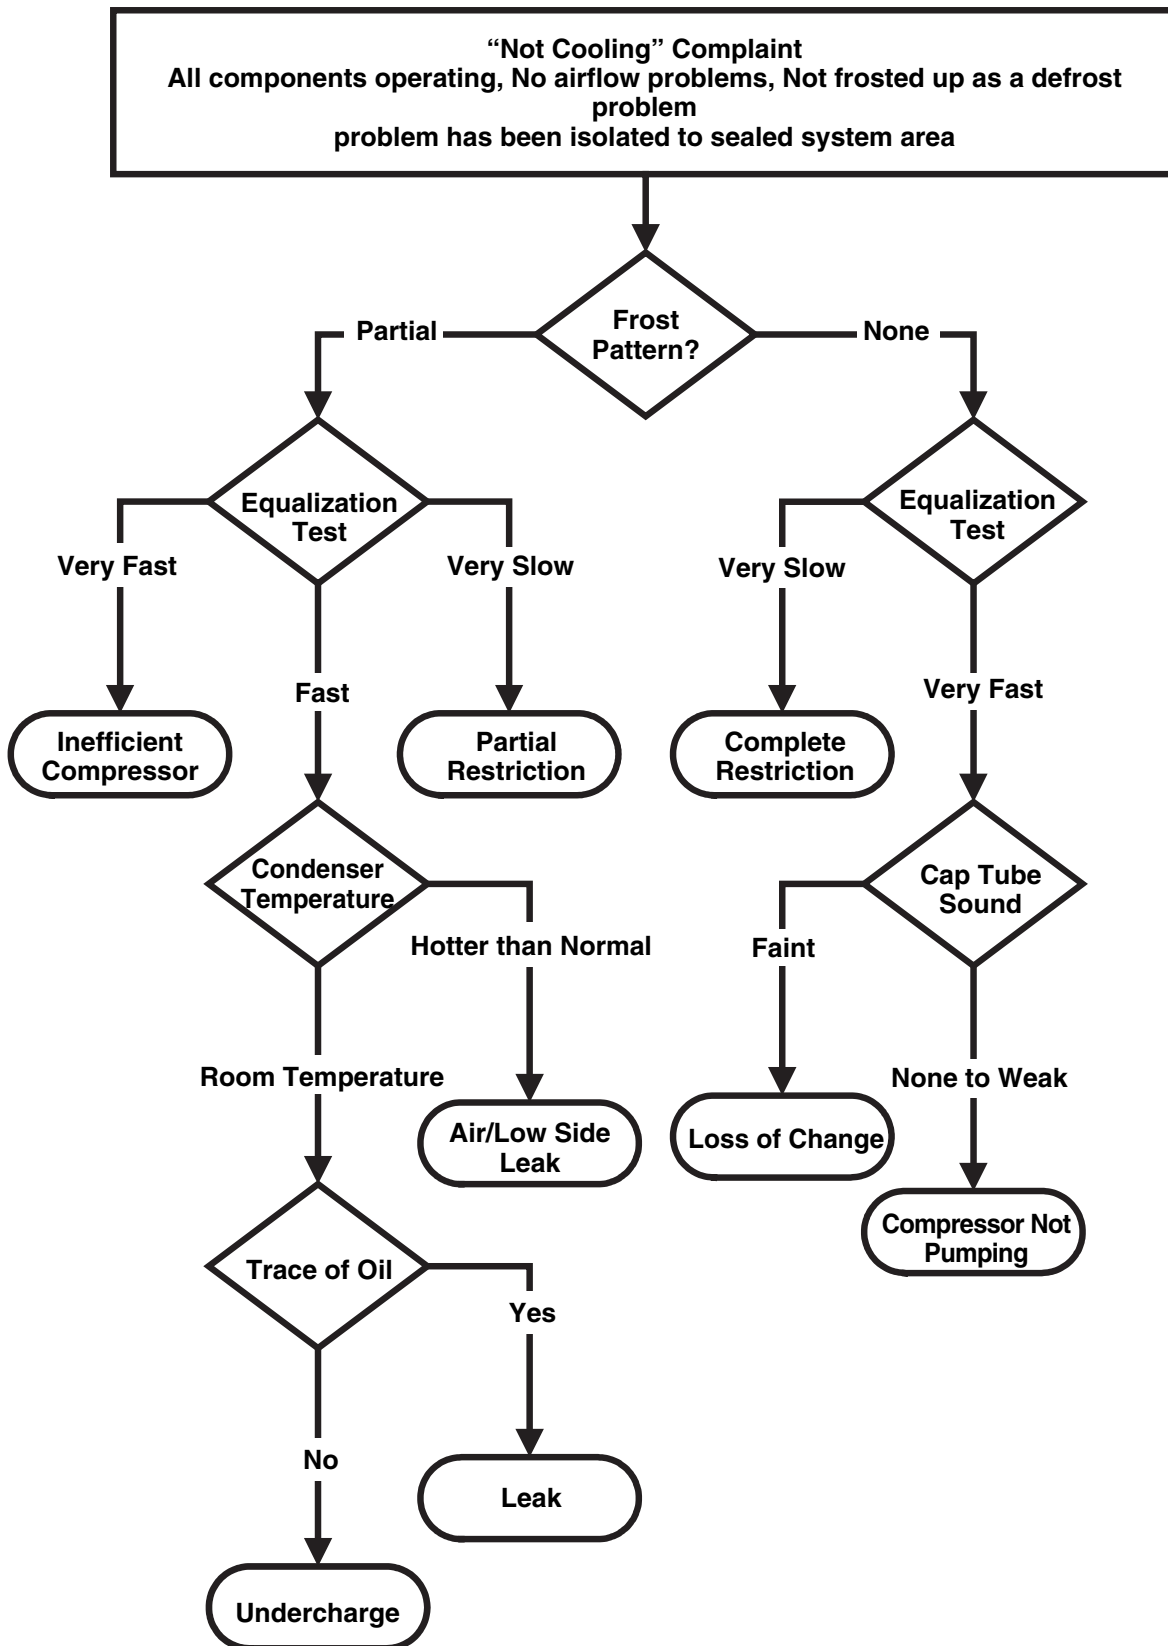 “Not Cooling” Complaint
All components operating, No airflow problems, Not frosted up as a defrost
problem
problem has been isolated to sealed system area
Frost
Pattern?
Partial
None
Equalization
Test
Equalization
Test
Very Fast
Very Slow
Very Slow
Fast
Very Fast
Inefficient
Compressor
Partial
Restriction
Complete
Restriction
Condenser
Temperature
Cap Tube
Sound
Hotter than Normal
Faint
Room Temperature
None to Weak
Air/Low Side
Leak
Loss of Change
Compressor Not
Pumping
Trace of Oil
Yes
No
Leak
Undercharge